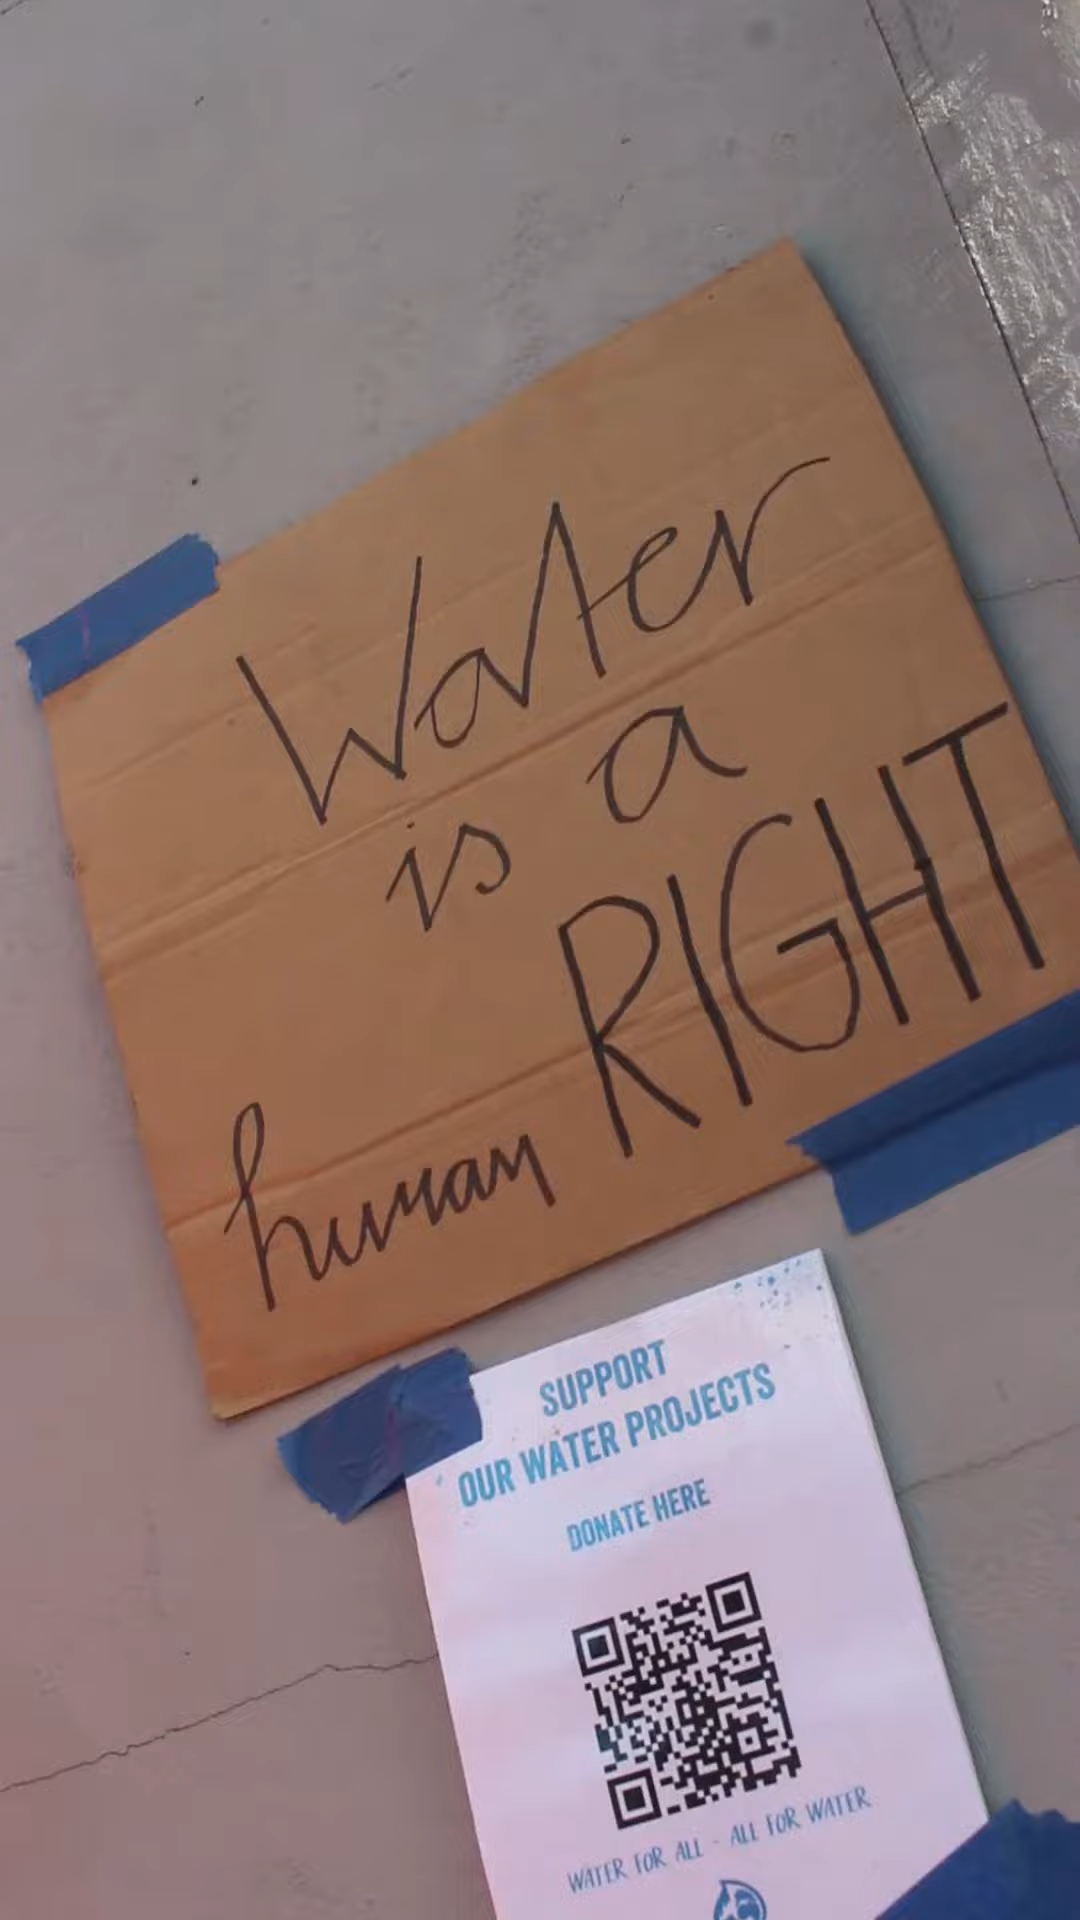 Water
is a
human RIGHT
SUPPORT
OUR WATER PROJECTS
DONATE HERE
WATER FOR ALL - ALL FOR WATER